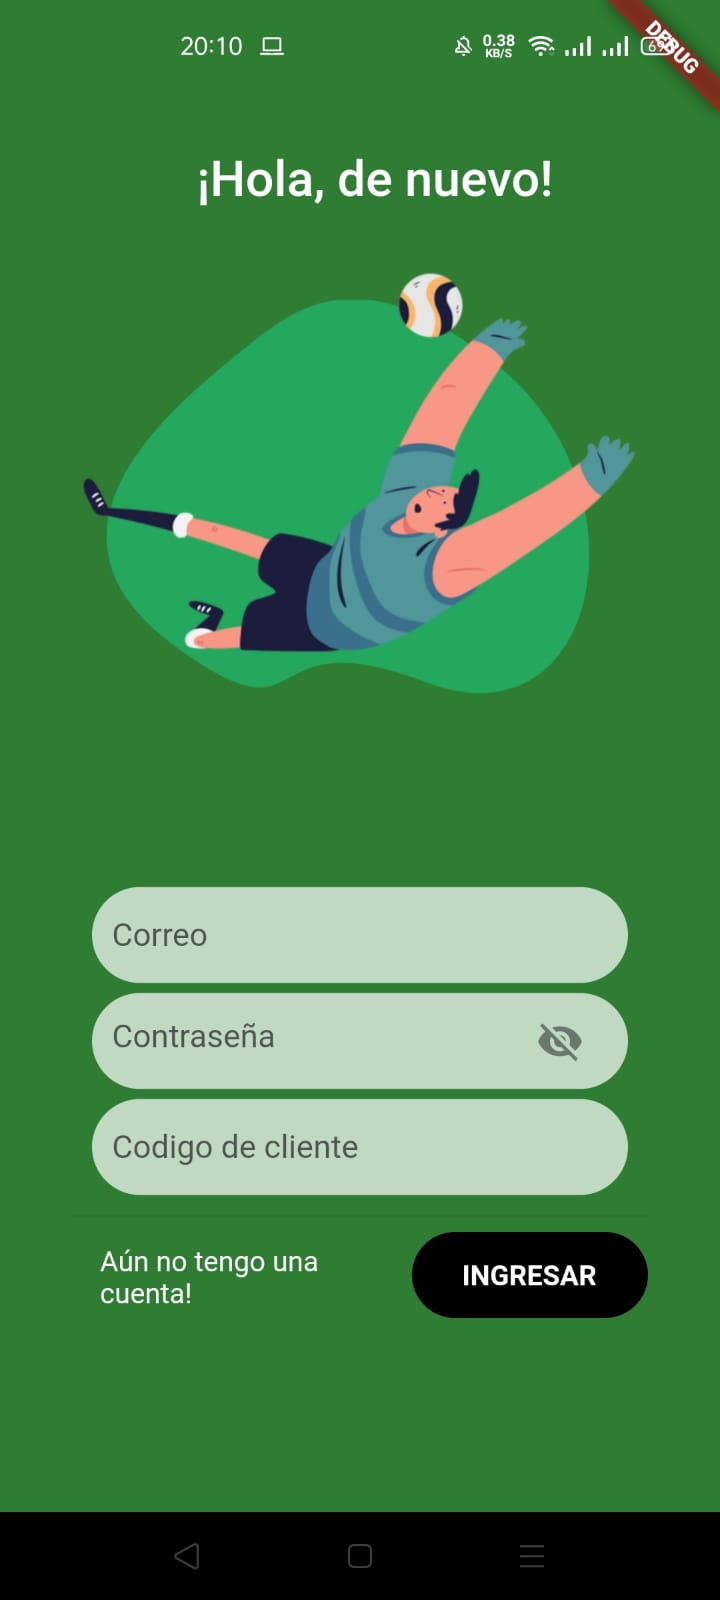 20:10
0.38
KB/S
DEBUG
¡Hola, de nuevo!
Correo
Contraseña
Codigo de cliente
Aún no tengo una
cuenta!
INGRESAR